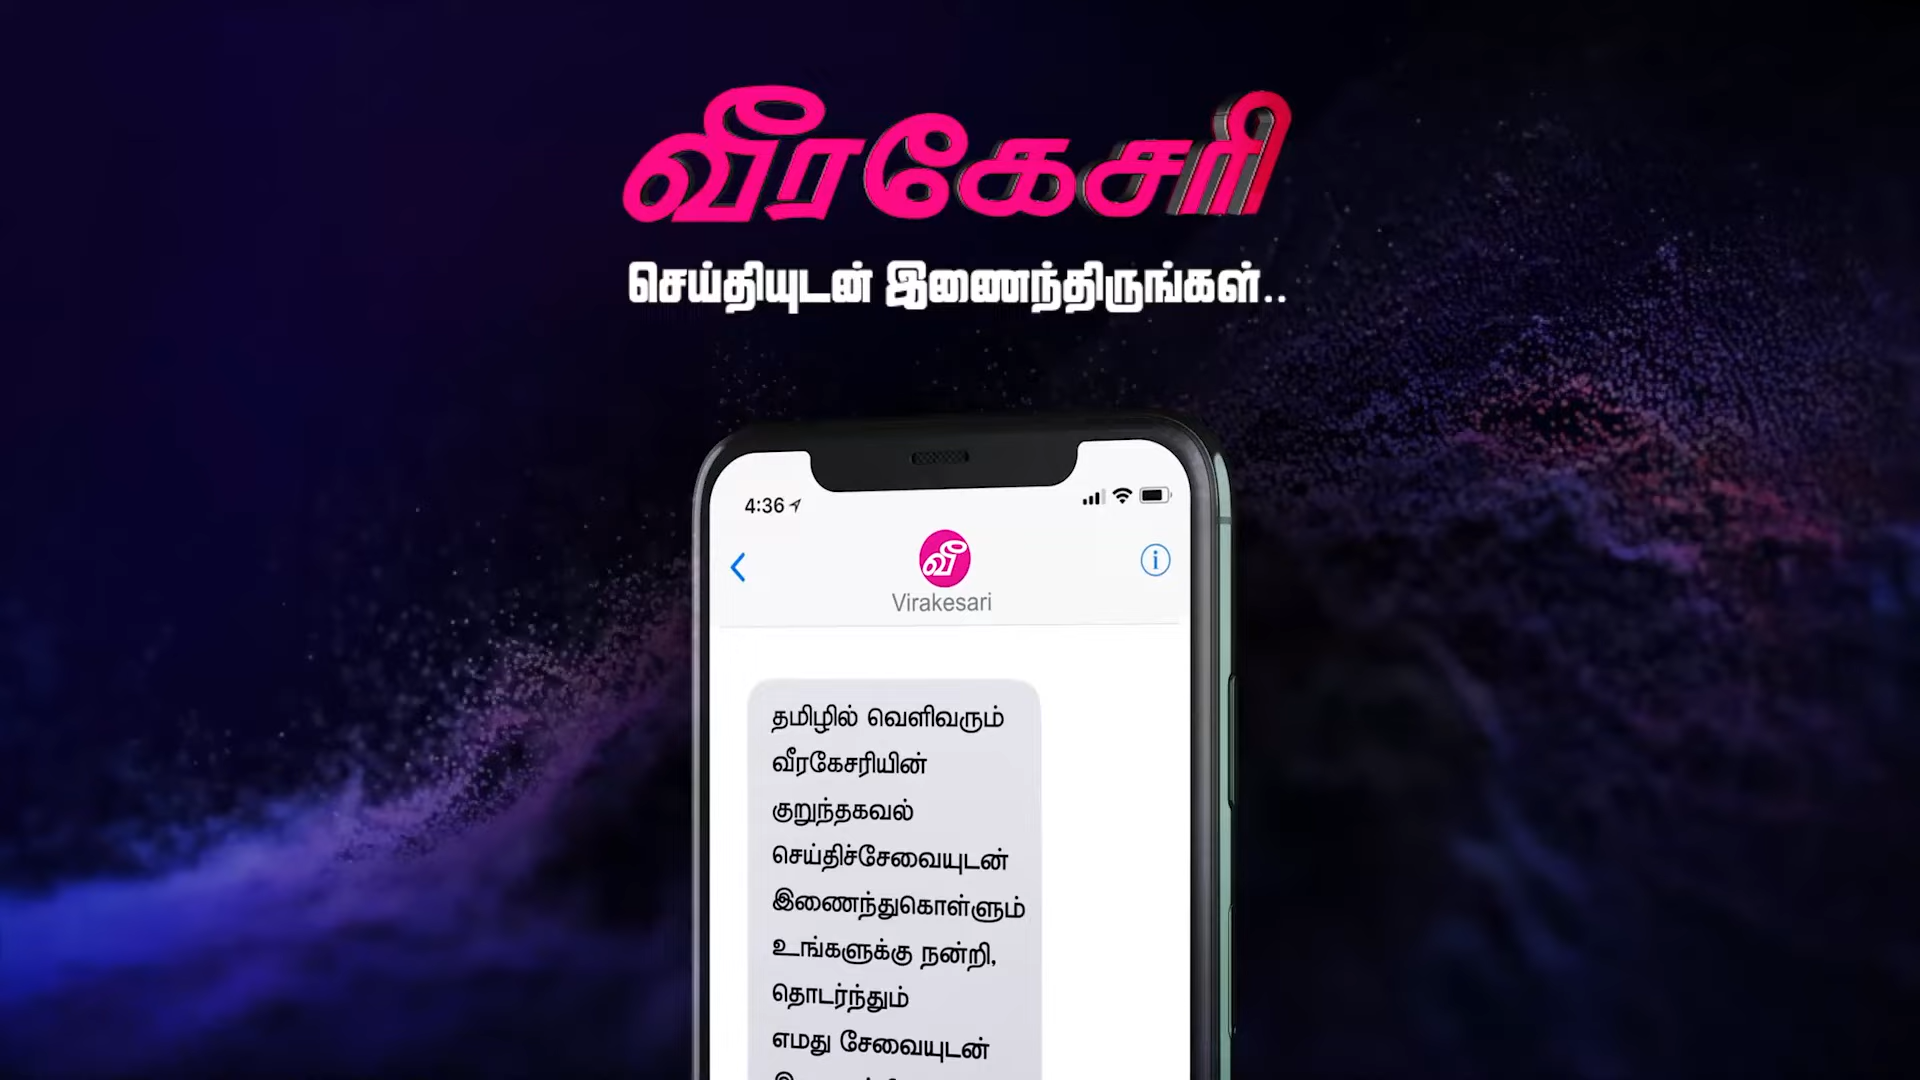 வீரகேசரி
செய்தியுடன் இணைந்திருங்கள்..
4:36
வீ
Virakesari
தமிழில் வெளிவரும்
வீரகேசரியின்
குறுந்தகவல்
செய்திச்சேவையுடன்
இணைந்துகொள்ளும்
உங்களுக்கு நன்றி,
தொடர்ந்தும்
எமது சேவையுடன்